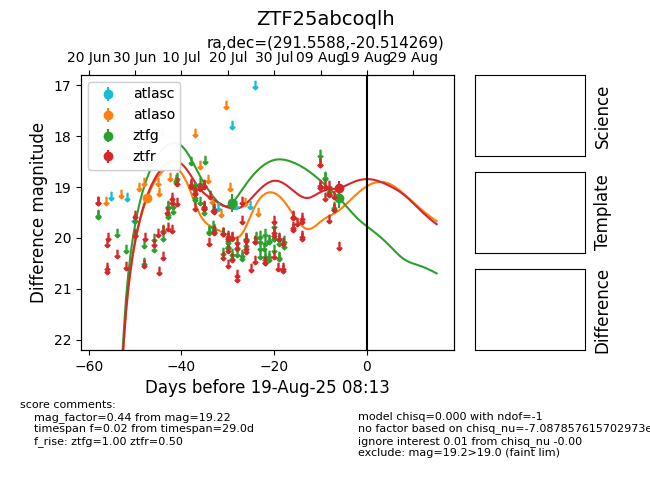 ZTF25abcoqlh
ra,dec=(291.5588,-20.514269)
20 Jun 30 Jun 10 Jul 20 Jul 30 Jul 09 Aug 19 Aug 29 Aug
17
18
19
20
21
22
Difference magnitude
atlasc
atlaso
ztfg
ztfr
−60
−40
−20
0
Days before 19-Aug-25 08:13
Science
Template
Difference
score comments:
mag_factor=0.44 from mag=19.22
timespan f=0.02 from timespan=29.0d
f_rise: ztfg=1.00 ztfr=0.50
model chisq=0.000 with ndof=-1
no factor based on chisq_nu=-7.087857615702973e
ignore interest 0.01 from chisq_nu -0.00
exclude: mag=19.2>19.0 (faint lim)